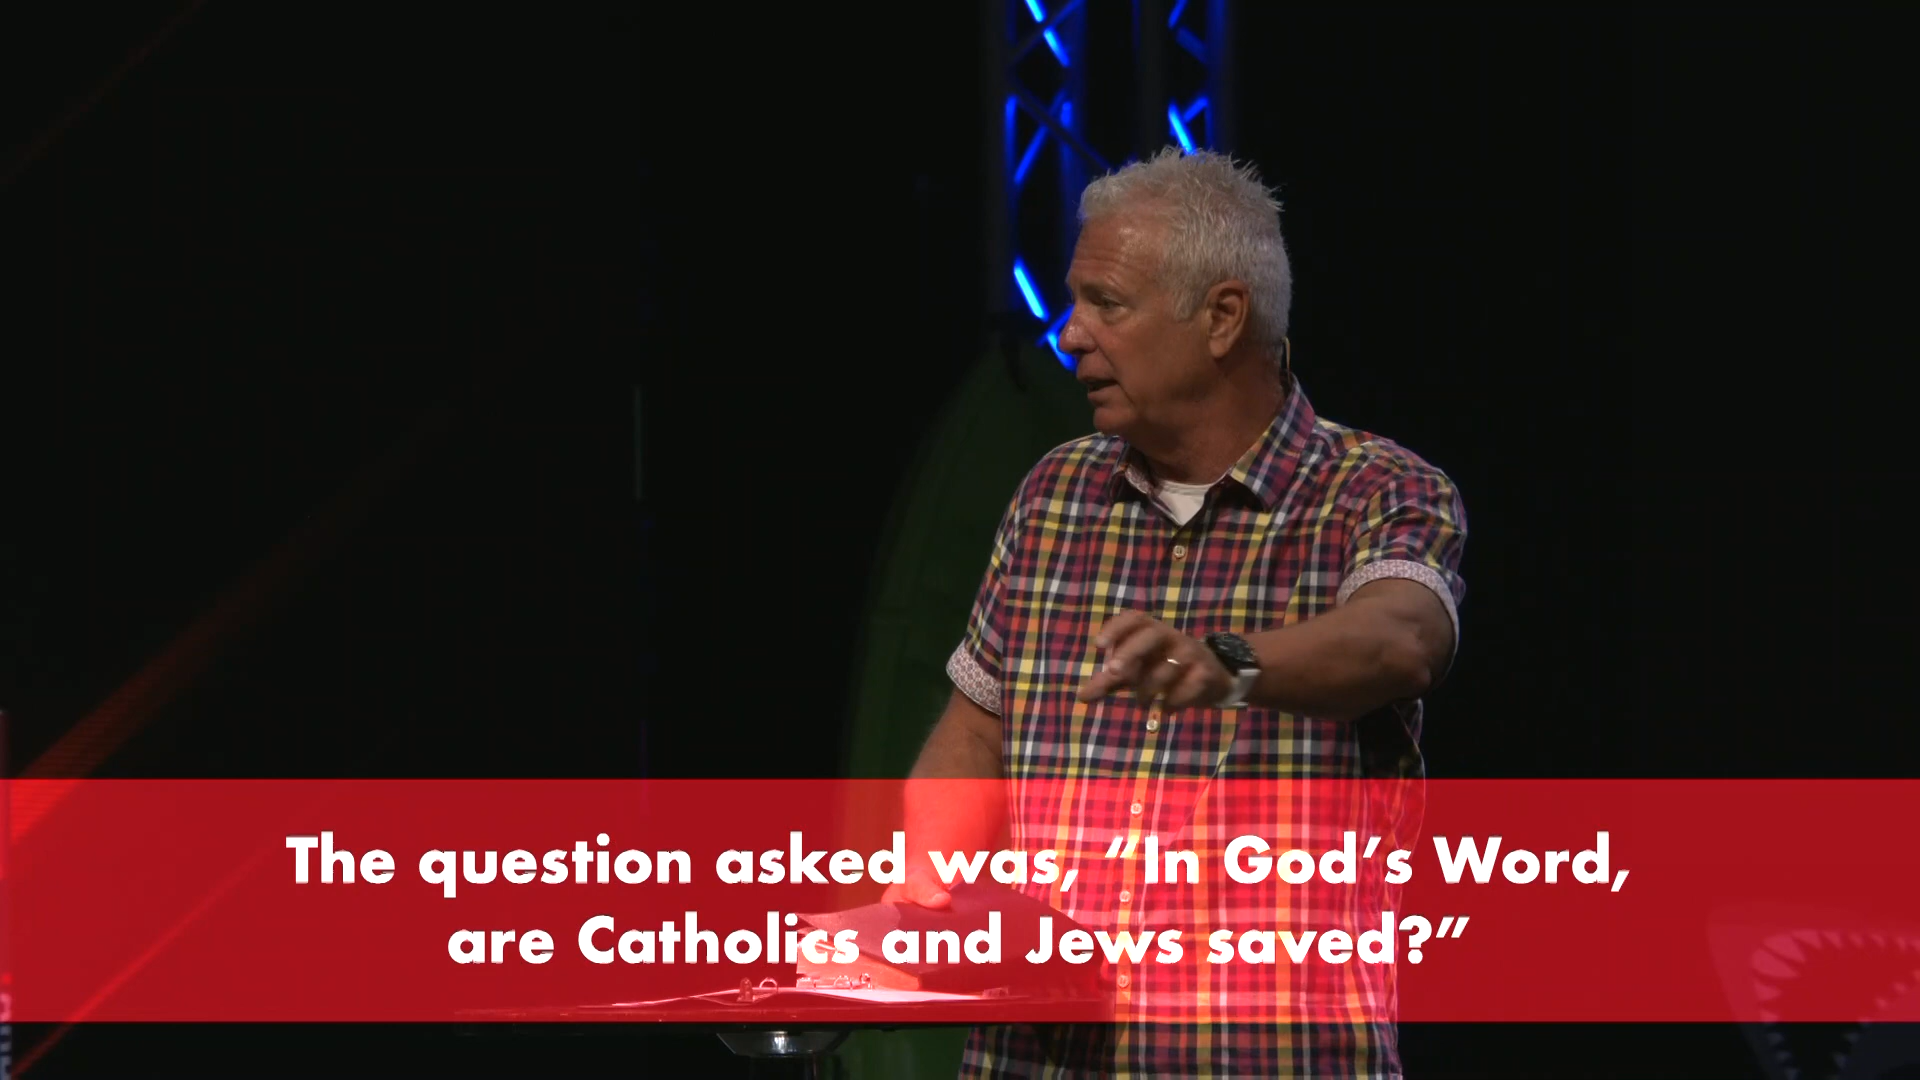 The question asked was, “In God’s Word,
are Catholics and Jews saved?”